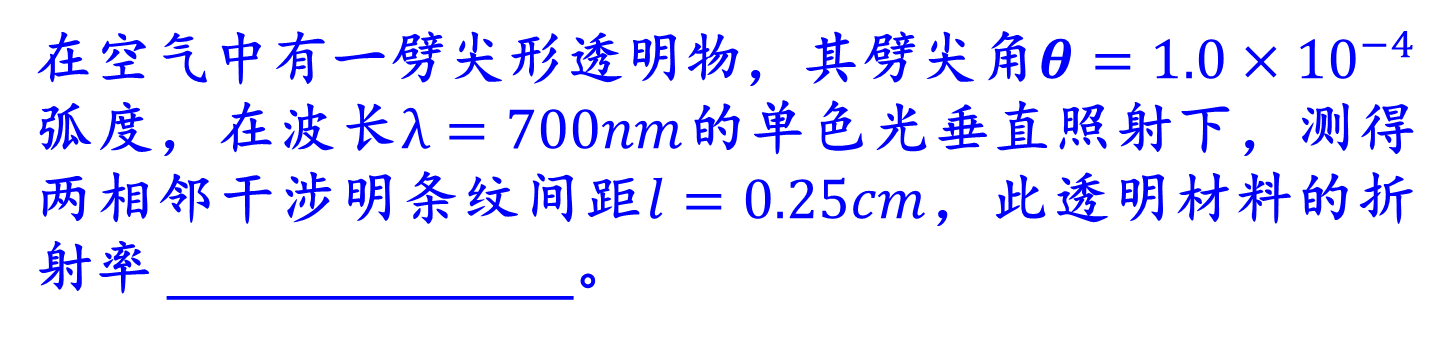 在空气中有一劈尖形透明物，其劈尖角θ = 1.0 × 10⁻⁴
弧度，在波长λ = 700nm的单色光垂直照射下，测得
两相邻干涉明条纹间距l = 0.25cm，此透明材料的折
射率 ______________。